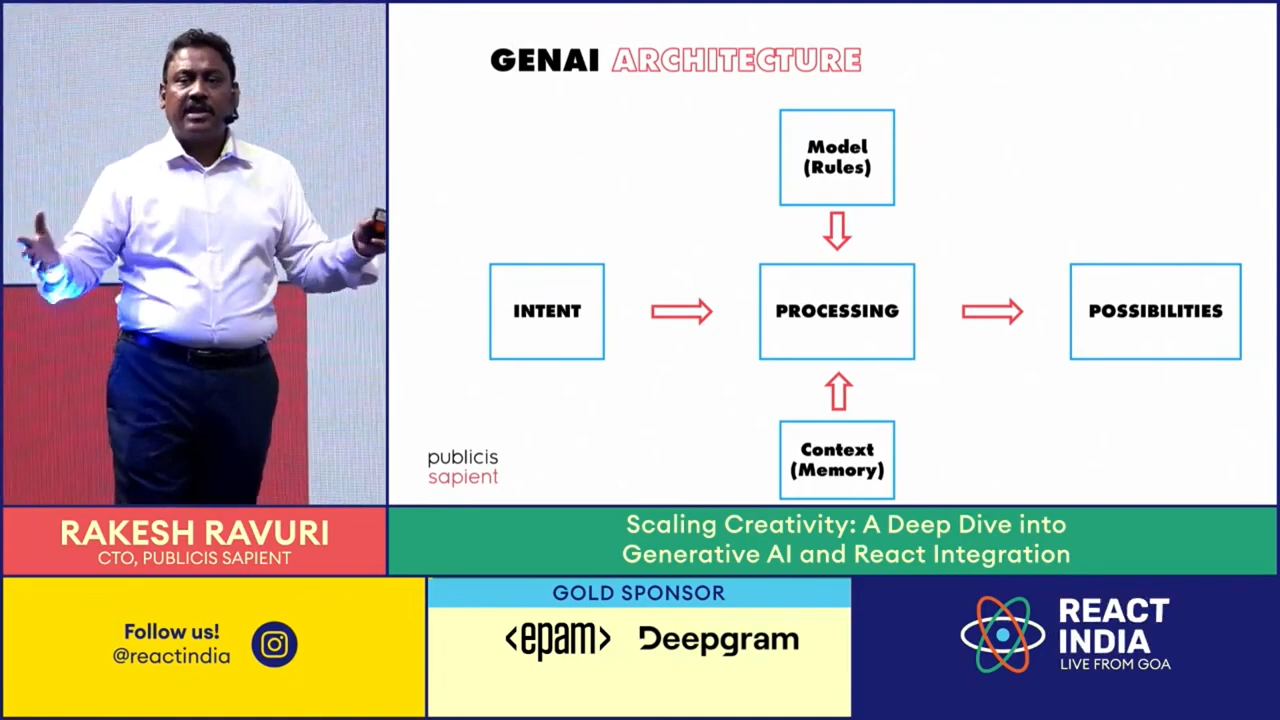 GENAI ARCHITECTURE
Model
(Rules)
INTENT
PROCESSING
POSSIBILITIES
Context
(Memory)
publicis
sapient
RAKESH RAVURI
CTO, PUBLICIS SAPIENT
Scaling Creativity: A Deep Dive into
Generative AI and React Integration
Follow us!
@reactindia
GOLD SPONSOR
<epam> Deepgram
REACT
INDIA
LIVE FROM GOA